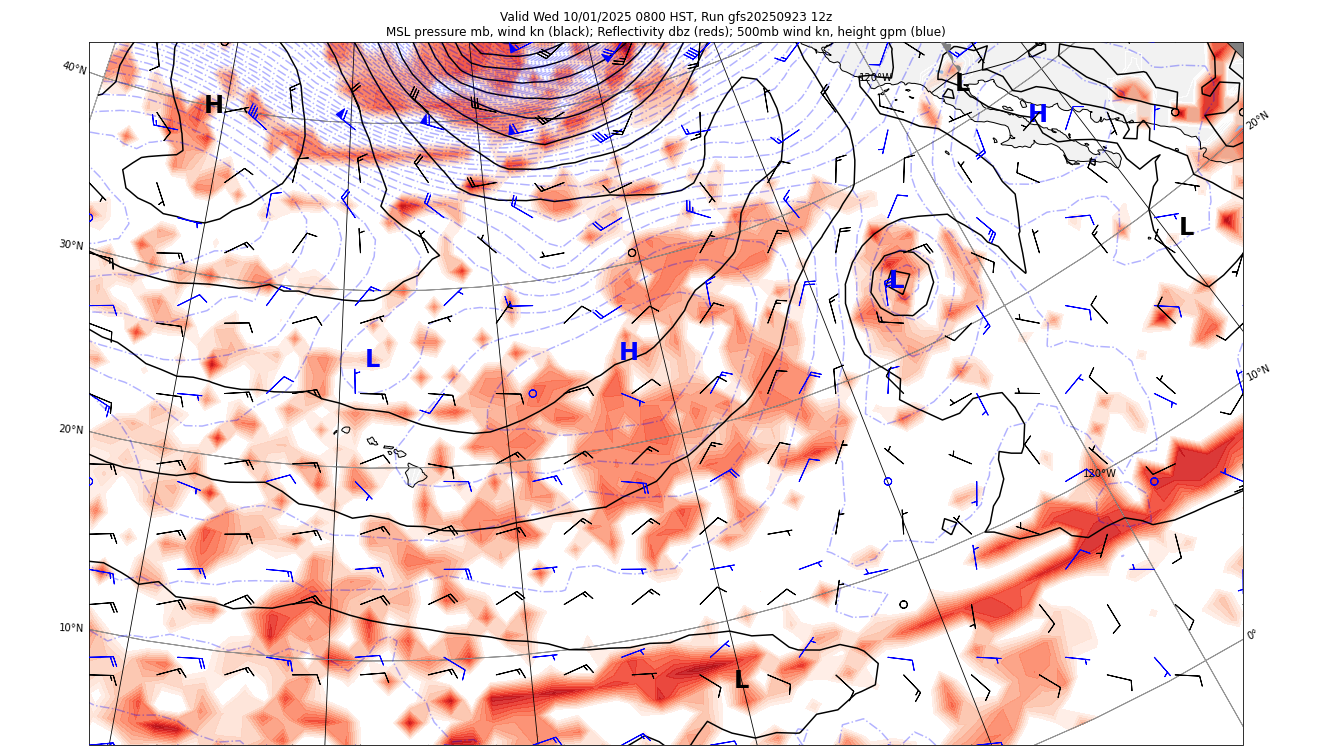 Valid Wed 10/01/2025 0800 HST, Run gfs20250923 12z
MSL pressure mb, wind kn (black); Reflectivity dbz (reds); 500mb wind kn, height gpm (blue)
40°N
120°W
L
H
H
20°N
L
30°N
L
H
L
10°N
20°N
120°W
10°N
0°
L